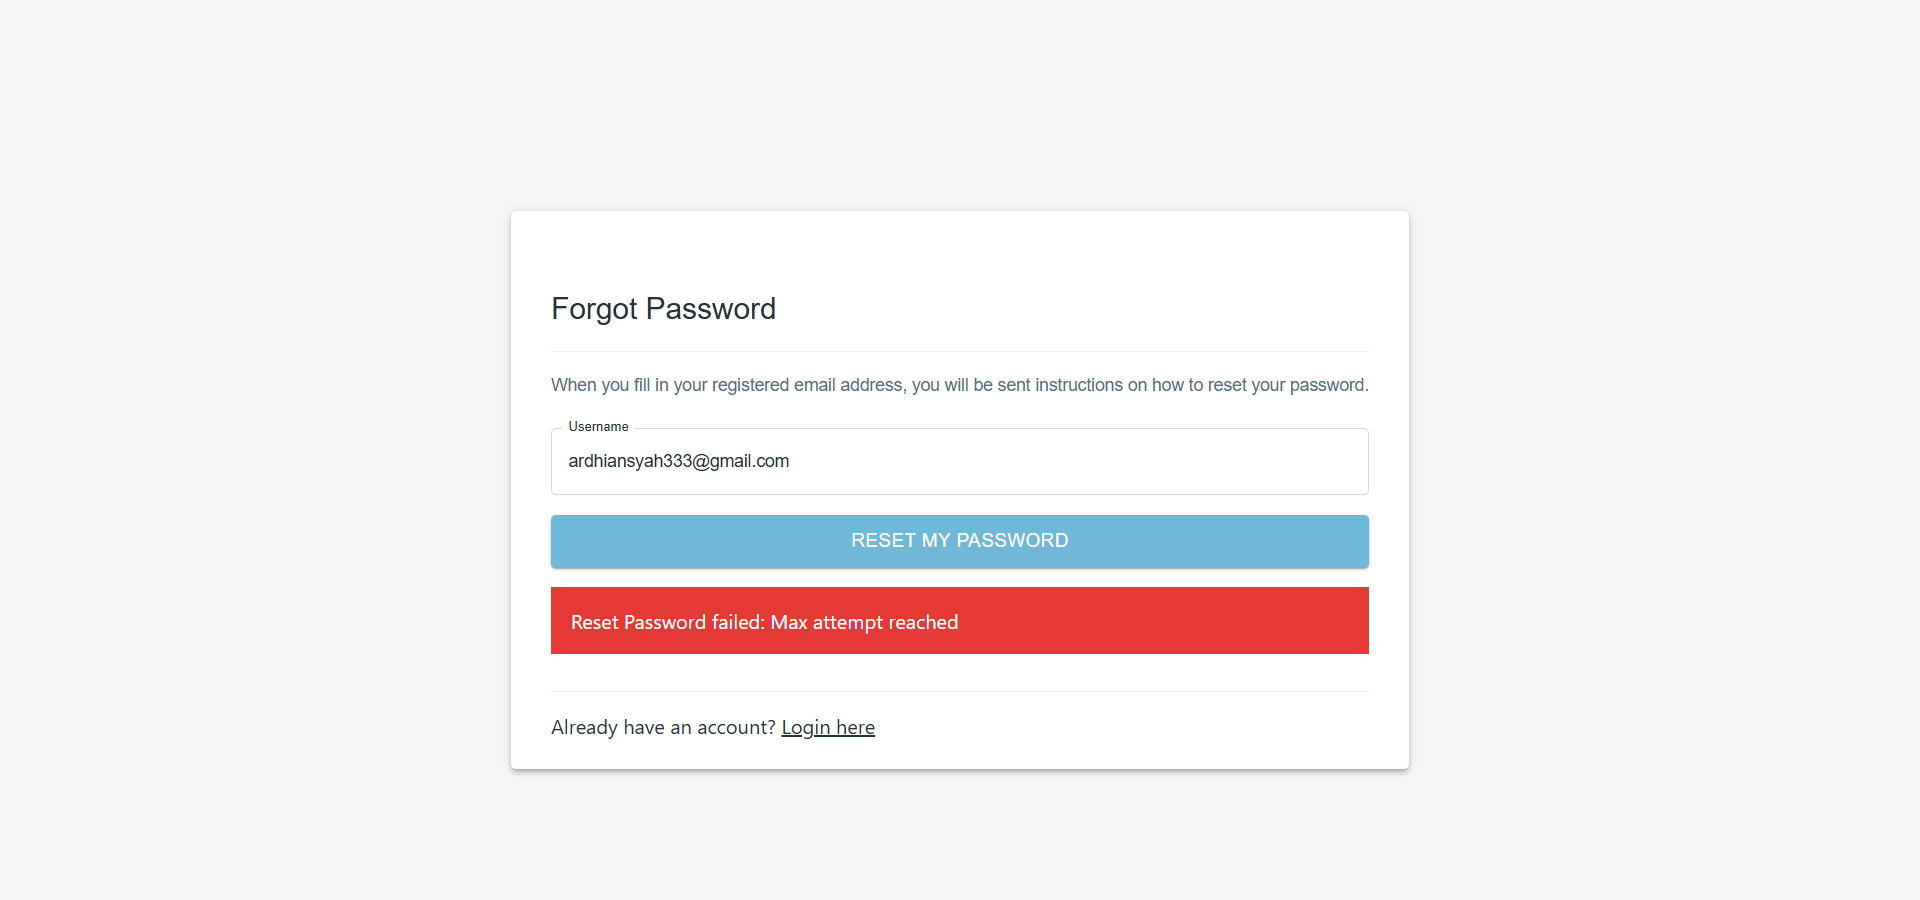 Forgot Password
When you fill in your registered email address, you will be sent instructions on how to reset your password.
Username
ardhiansyah333@gmail.com
RESET MY PASSWORD
Reset Password failed: Max attempt reached
Already have an account? Login here